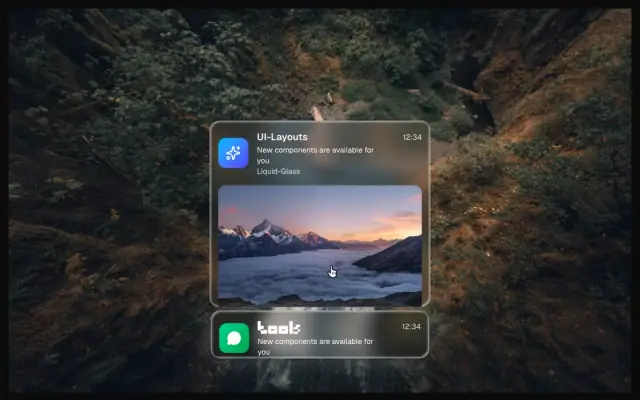 UI-Layouts
12:34
New components are available for
you
Liquid-Glass
took
12:34
New components are available for
you